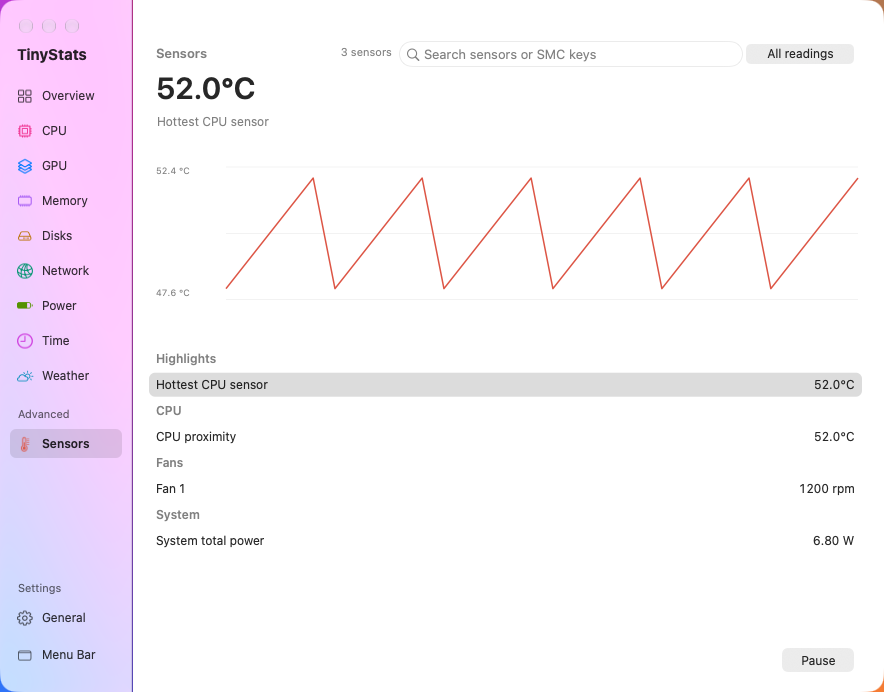 TinyStats
Overview
CPU
GPU
Memory
Disks
Network
Power
Time
Weather
Advanced
Sensors
Settings
General
Menu Bar
Sensors
3 sensors
Search sensors or SMC keys
All readings
52.0°C
Hottest CPU sensor
52.4 °C
47.6 °C
Highlights
Hottest CPU sensor 52.0°C
CPU
CPU proximity 52.0°C
Fans
Fan 1 1200 rpm
System
System total power 6.80 W
Pause